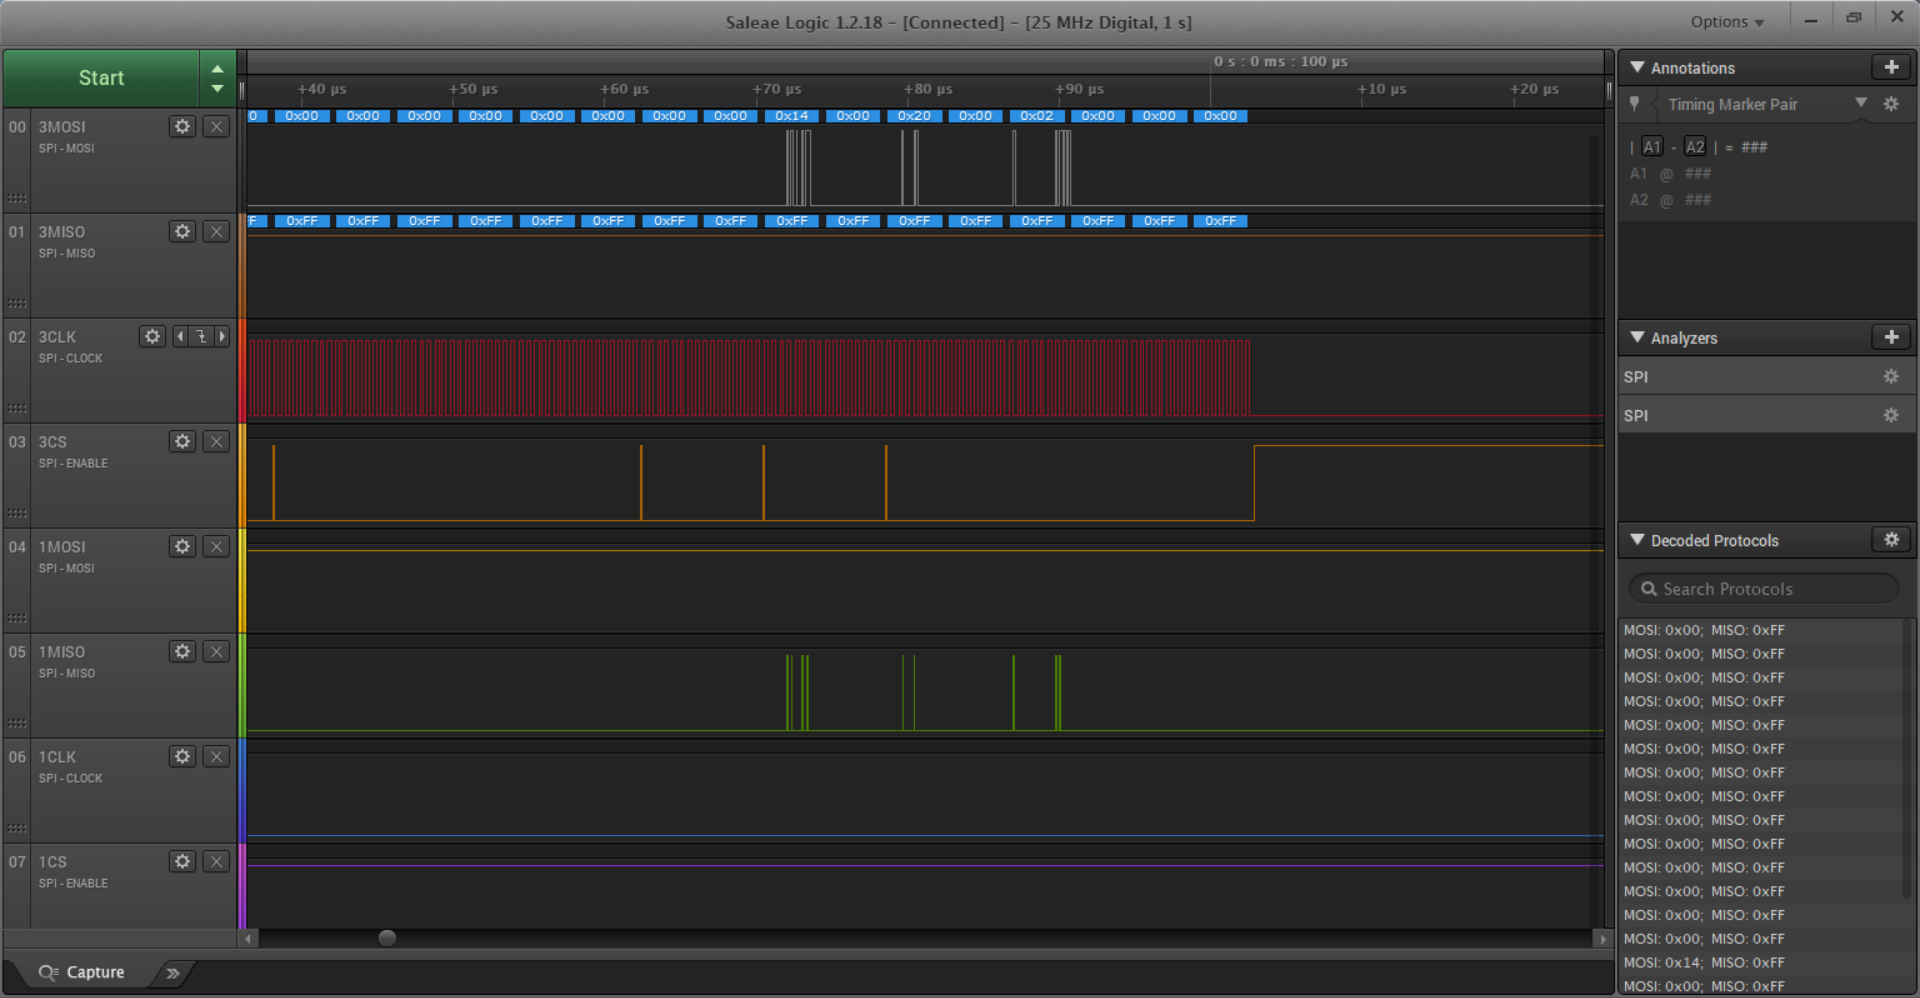 Saleae Logic 1.2.18 - [Connected] - [25 MHz Digital, 1 s]
Options
Start
0 s : 0 ms : 100 µs
+40 µs +50 µs +60 µs +70 µs +80 µs +90 µs +10 µs +20 µs
00 3MOSI
SPI - MOSI
0 0x00 0x00 0x00 0x00 0x00 0x00 0x00 0x00 0x14 0x00 0x20 0x00 0x02 0x00 0x00 0x00
01 3MISO
SPI - MISO
F 0xFF 0xFF 0xFF 0xFF 0xFF 0xFF 0xFF 0xFF 0xFF 0xFF 0xFF 0xFF 0xFF 0xFF 0xFF 0xFF
02 3CLK
SPI - CLOCK
03 3CS
SPI - ENABLE
04 1MOSI
SPI - MOSI
05 1MISO
SPI - MISO
06 1CLK
SPI - CLOCK
07 1CS
SPI - ENABLE
Capture
Annotations
Timing Marker Pair
| A1 - A2 | = ###
A1 @ ###
A2 @ ###
Analyzers
SPI
SPI
Decoded Protocols
Search Protocols
MOSI: 0x00; MISO: 0xFF
MOSI: 0x00; MISO: 0xFF
MOSI: 0x00; MISO: 0xFF
MOSI: 0x00; MISO: 0xFF
MOSI: 0x00; MISO: 0xFF
MOSI: 0x00; MISO: 0xFF
MOSI: 0x00; MISO: 0xFF
MOSI: 0x00; MISO: 0xFF
MOSI: 0x00; MISO: 0xFF
MOSI: 0x00; MISO: 0xFF
MOSI: 0x00; MISO: 0xFF
MOSI: 0x00; MISO: 0xFF
MOSI: 0x00; MISO: 0xFF
MOSI: 0x00; MISO: 0xFF
MOSI: 0x14; MISO: 0xFF
MOSI: 0x00; MISO: 0xFF